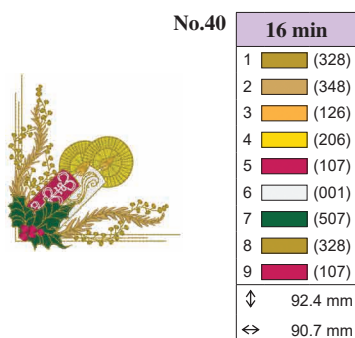 No.40
16 min
1 (328)
2 (348)
3 (126)
4 (206)
5 (107)
6 (001)
7 (507)
8 (328)
9 (107)
⇕ 92.4 mm
⇔ 90.7 mm